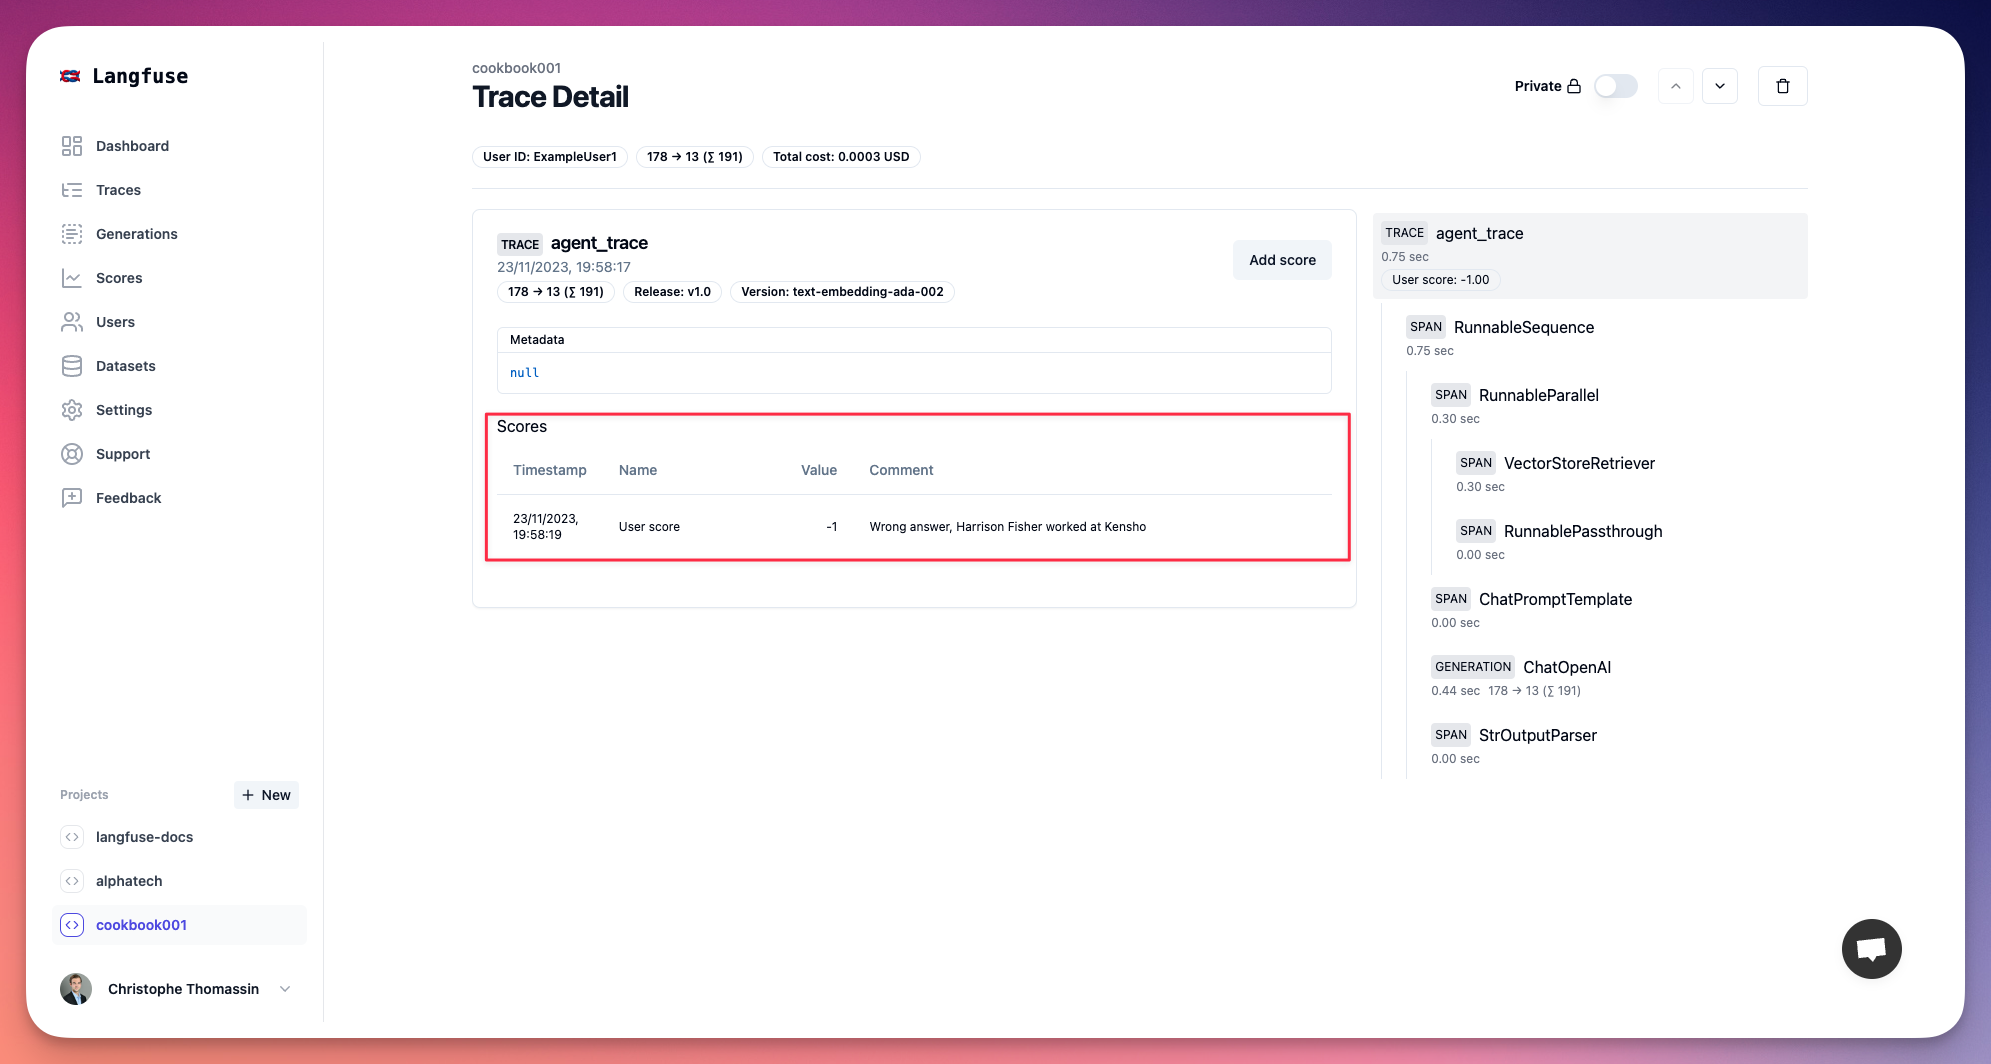 Langfuse
Dashboard
Traces
Generations
Scores
Users
Datasets
Settings
Support
Feedback
Projects
+ New
langfuse-docs
alphatech
cookbook001
Christophe Thomassin
cookbook001
Trace Detail
Private
User ID: ExampleUser1
178 → 13 (∑ 191)
Total cost: 0.0003 USD
TRACE agent_trace
23/11/2023, 19:58:17
178 → 13 (∑ 191)
Release: v1.0
Version: text-embedding-ada-002
Add score
Metadata
null
Scores
Timestamp Name Value Comment
23/11/2023,
19:58:19
User score
-1
Wrong answer, Harrison Fisher worked at Kensho
TRACE agent_trace
0.75 sec
User score: -1.00
SPAN RunnableSequence
0.75 sec
SPAN RunnableParallel
0.30 sec
SPAN VectorStoreRetriever
0.30 sec
SPAN RunnablePassthrough
0.00 sec
SPAN ChatPromptTemplate
0.00 sec
GENERATION ChatOpenAI
0.44 sec 178 → 13 (∑ 191)
SPAN StrOutputParser
0.00 sec